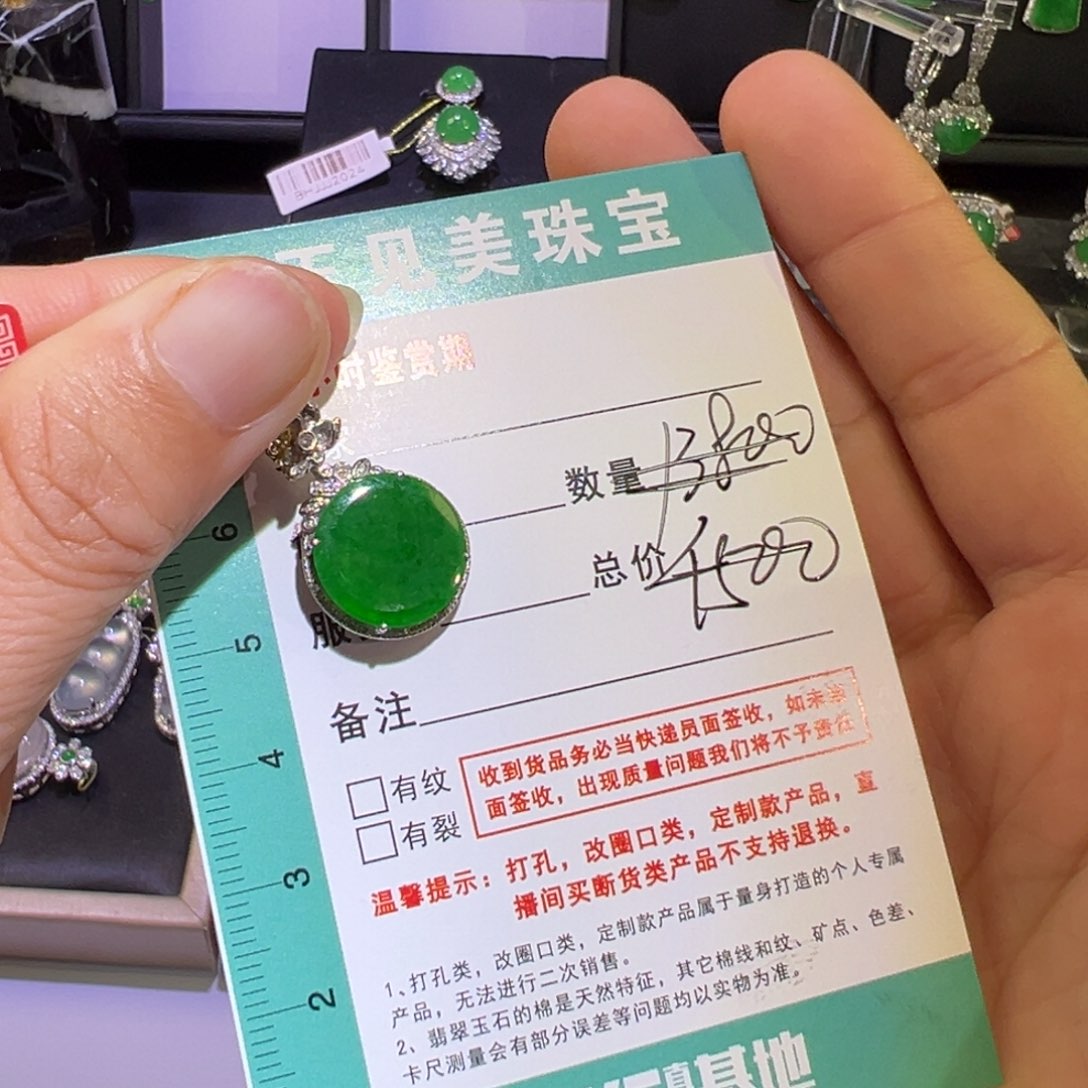 见美珠宝
时鉴赏期
数量 13800
总价 4500
服
备注
有纹
有裂
收到货品务必当快递员面签收，如未
面签收，出现质量问题我们将不予责任
温馨提示：打孔，改圈口类，定制款产品，直
播间买断货类产品不支持退换。
1、打孔类，改圈口类，定制款产品属于量身打造的个人专属
产品，无法进行二次销售。
2、翡翠玉石的棉是天然特征，其它棉线和纹、矿点、色差、
卡尺测量会有部分误差等问题均以实物为准。
基地
6
5
4
3
2